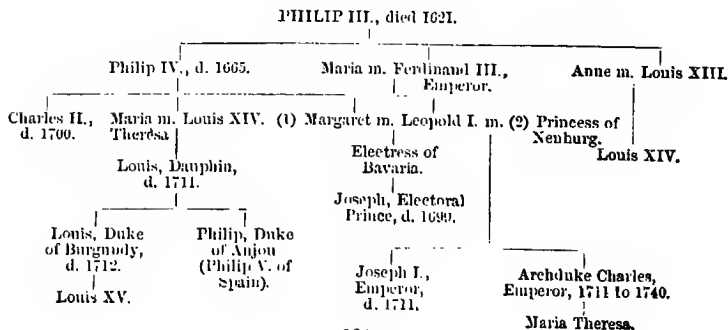 PHILIP III., died 1621.
Philip IV., d. 1665. Maria m. Ferdinand III., Anne m. Louis XIII.
Emperor.
Charles II., Maria m. Louis XIV. (1) Margaret m. Leopold I. m. (2) Princess of
d. 1700. Theresa Neuburg.
Electress of Louis XIV.
Louis, Dauphin, Bavaria.
d. 1711.
Joseph, Electoral
Prince, d. 1699.
Louis, Duke Philip, Duke
of Burgundy, of Anjou
d. 1712. (Philip V. of
Spain).
Joseph I., Archduke Charles,
Emperor, Emperor, 1711 to 1740.
Louis XV.
d. 1711.
Maria Theresa.